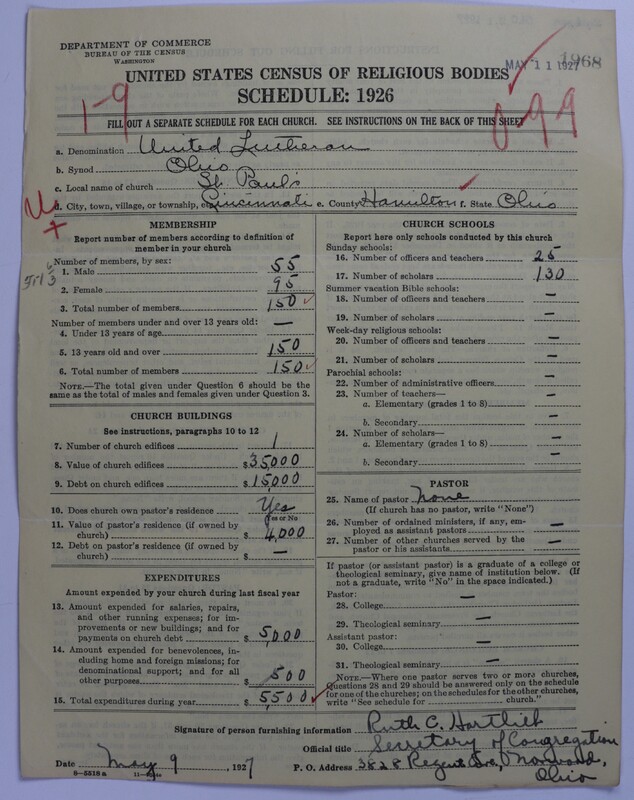 DEPARTMENT OF COMMERCE
BUREAU OF THE CENSUS
WASHINGTON
MAY 11 1927
1968
UNITED STATES CENSUS OF RELIGIOUS BODIES
SCHEDULE: 1926
1-9
0-99
FILL OUT A SEPARATE SCHEDULE FOR EACH CHURCH. SEE INSTRUCTIONS ON THE BACK OF THIS SHEET
a. Denomination United Lutheran
b. Synod Ohio
c. Local name of church St. Paul's
d. City, town, village, or township, etc. Cincinnati e. County Hamilton f. State Ohio
MEMBERSHIP
Report number of members according to definition of
member in your church
Number of members, by sex:
1. Male 55
2. Female 95
3. Total number of members 150
Number of members under and over 13 years old:
4. Under 13 years of age —
5. 13 years old and over 150
6. Total number of members 150
NOTE.—The total given under Question 6 should be
the same as the total of males and females given under Question 3.
CHURCH BUILDINGS
See instructions, paragraphs 10 to 12
7. Number of church edifices 1
8. Value of church edifices $35,000
9. Debt on church edifices $15,000
10. Does church own pastor's residence? Yes
Yes or No
11. Value of pastor's residence (if owned by
church) $ 4,000
12. Debt on pastor's residence (if owned by
church) $ —
EXPENDITURES
Amount expended by your church during last fiscal year
13. Amount expended for salaries, repairs,
and other running expenses; for im-
provements or new buildings; and for
payments on church debt $ 5,000
14. Amount expended for benevolences, in-
cluding home and foreign missions; for
denominational support; and for all
other purposes $ 500
15. Total expenditures during year $ 5500
CHURCH SCHOOLS
Report here only schools conducted by this church
Sunday schools:
16. Number of officers and teachers 25
17. Number of scholars 130
Summer vacation Bible schools:
18. Number of officers and teachers —
19. Number of scholars —
Week-day religious schools:
20. Number of officers and teachers —
21. Number of scholars —
Parochial schools:
22. Number of administrative officers —
23. Number of teachers—
a. Elementary (grades 1 to 8) —
b. Secondary —
24. Number of scholars—
a. Elementary (grades 1 to 8) —
b. Secondary —
PASTOR
25. Name of pastor None
(If church has no pastor, write "None")
26. Number of ordained ministers, if any, em-
ployed as assistant pastors —
27. Number of other churches served by the
pastor or his assistants —
If pastor (or assistant pastor) is a graduate of a college or
theological seminary, give name of institution below. (If
not a graduate, write "No" in the space indicated.)
Pastor:
28. College —
29. Theological seminary —
Assistant pastor:
30. College —
31. Theological seminary —
NOTE.—Where one pastor serves two or more churches,
Questions 28 and 29 should be answered only on the schedule
for one of the churches; on the schedules for the other churches,
write "See schedule for church."
Signature of person furnishing information Ruth C. Hartlieb
Official title Secretary of Congregation
Date May 9, 1927 P. O. Address 3828 Regent Ave., Norwood,
Ohio
8—5518 a